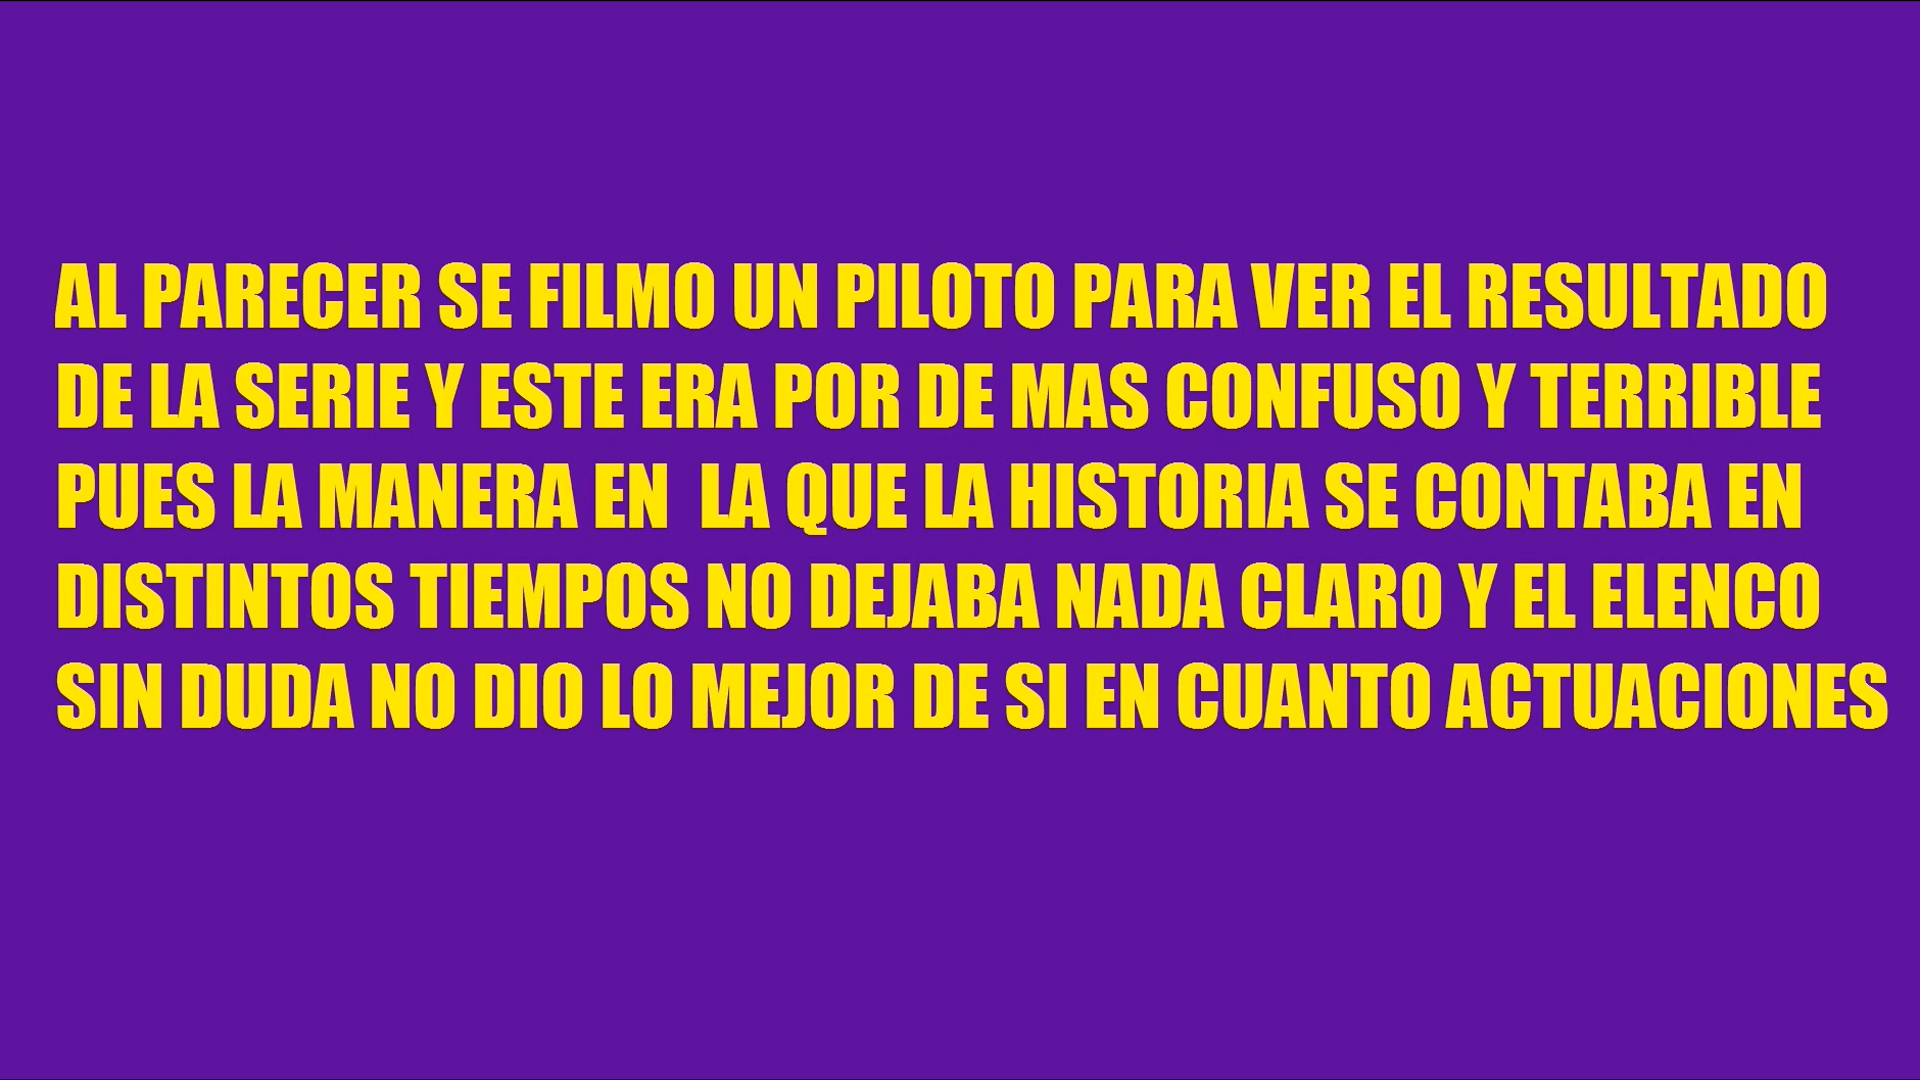 AL PARECER SE FILMO UN PILOTO PARA VER EL RESULTADO
DE LA SERIE Y ESTE ERA POR DE MAS CONFUSO Y TERRIBLE
PUES LA MANERA EN  LA QUE LA HISTORIA SE CONTABA EN
DISTINTOS TIEMPOS NO DEJABA NADA CLARO Y EL ELENCO
SIN DUDA NO DIO LO MEJOR DE SI EN CUANTO ACTUACIONES